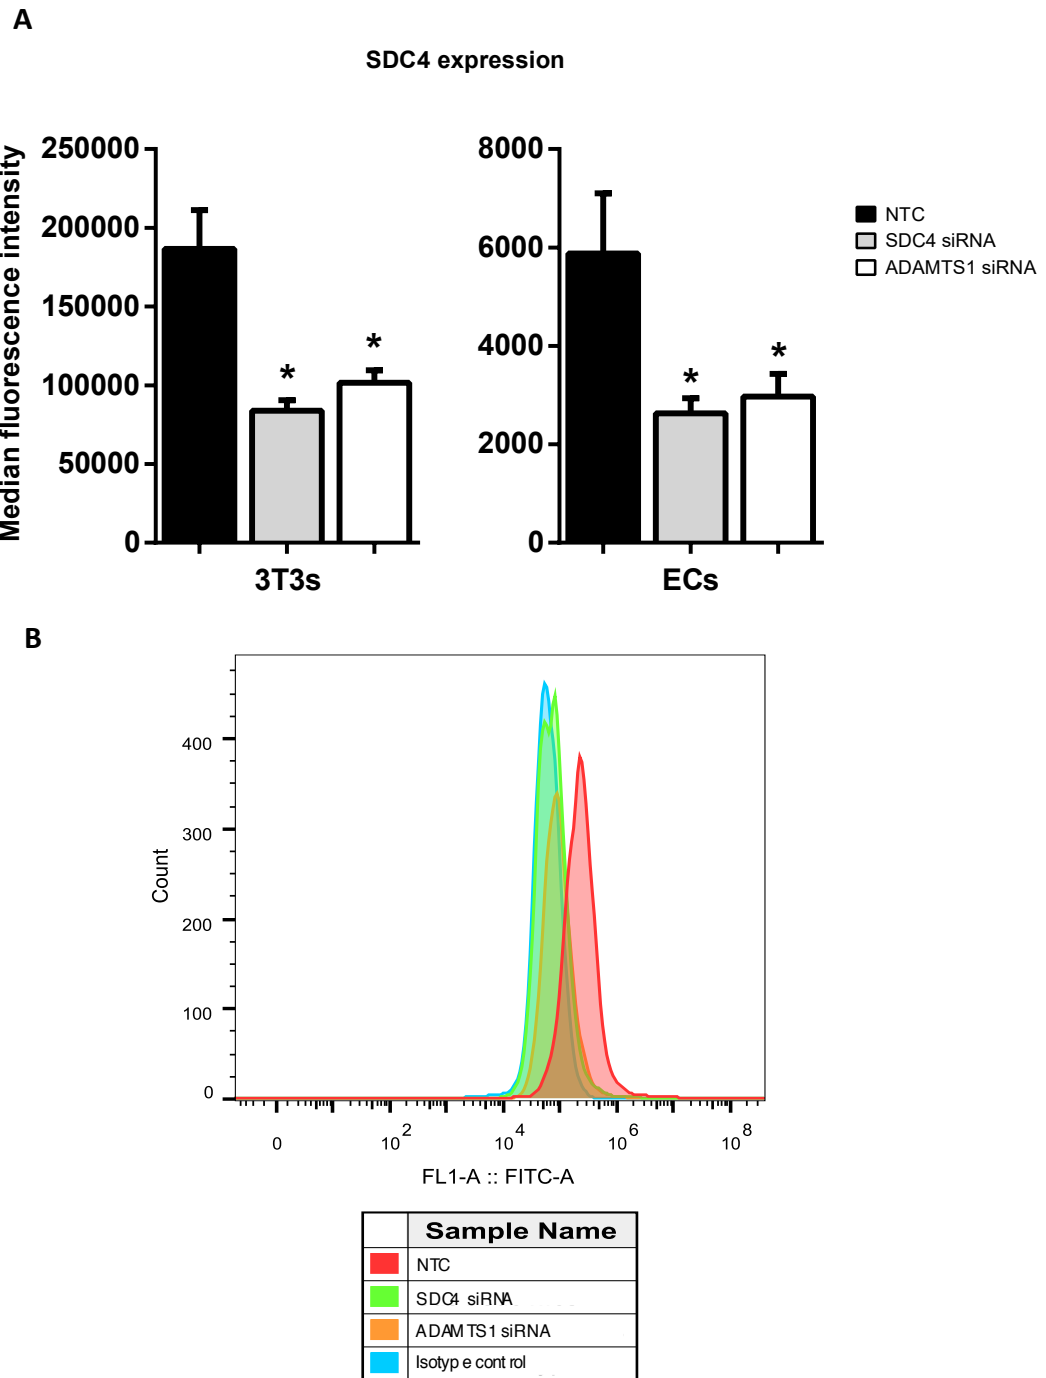 A
SDC4 expression
Median fluorescence intensity
250000
200000
150000
100000
50000
0
* *
3T3s
8000
6000
4000
2000
0
* *
ECs
NTC
SDC4 siRNA
ADAMTS1 siRNA
B
Count
400
300
200
100
0
0 10^2 10^4 10^6 10^8
FL1-A :: FITC-A
Sample Name
NTC
SDC4 siRNA
ADAMTS1 siRNA
Isotype control